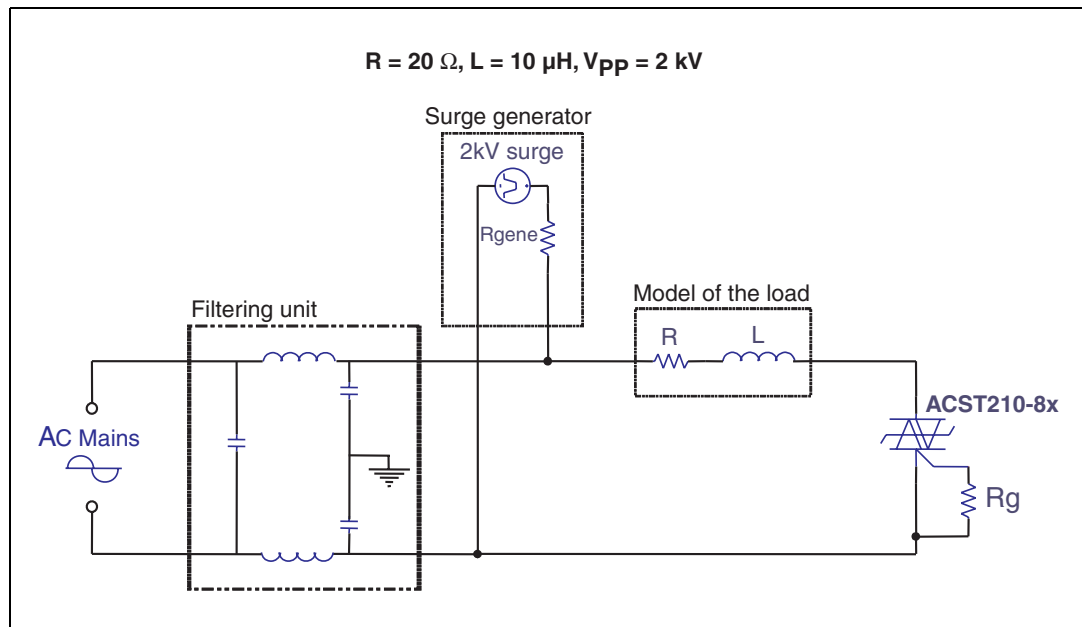 R = 20 Ω, L = 10 µH, VPP = 2 kV
Surge generator
2kV surge
Rgene
Filtering unit
Model of the load
R
L
AC Mains
ACST210-8x
Rg